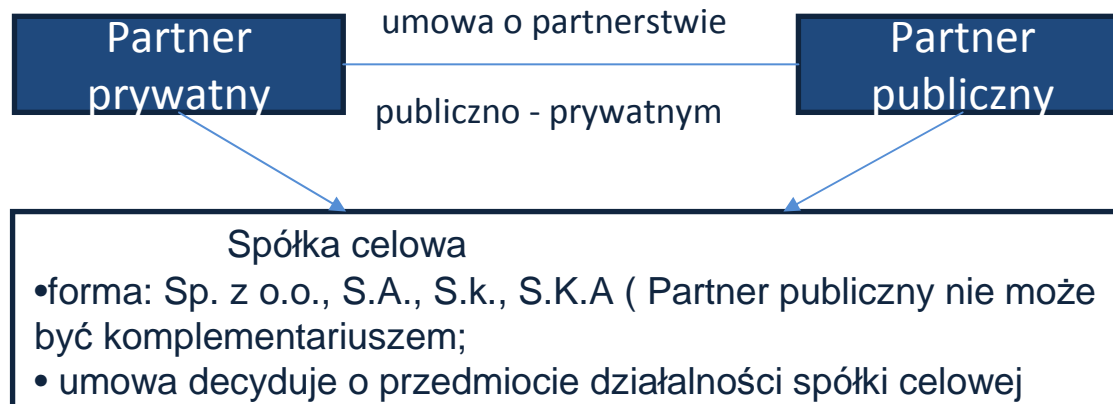 Partner
prywatny
umowa o partnerstwie
publiczno - prywatnym
Partner
publiczny
Spółka celowa
•forma: Sp. z o.o., S.A., S.k., S.K.A ( Partner publiczny nie może
być komplementariuszem;
• umowa decyduje o przedmiocie działalności spółki celowej